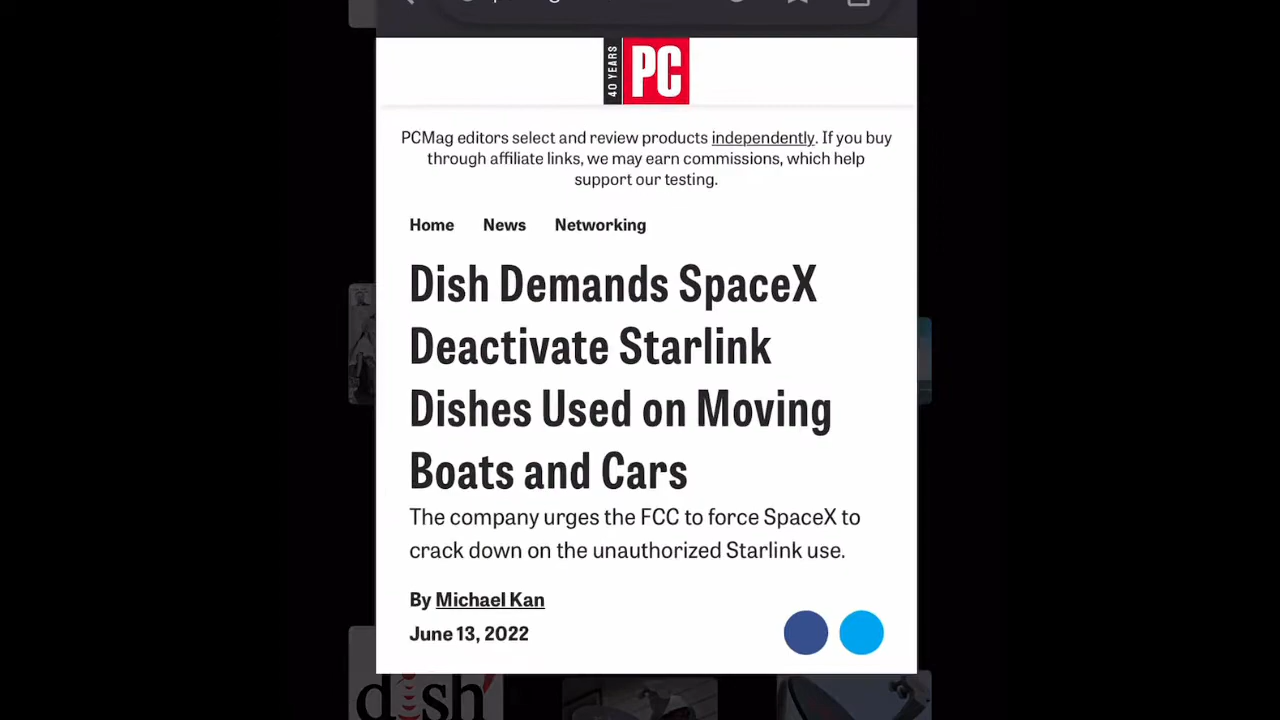 40 YEARS
PC
PCMag editors select and review products independently. If you buy
through affiliate links, we may earn commissions, which help
support our testing.
Home News Networking
Dish Demands SpaceX
Deactivate Starlink
Dishes Used on Moving
Boats and Cars
The company urges the FCC to force SpaceX to
crack down on the unauthorized Starlink use.
By Michael Kan
June 13, 2022
dish